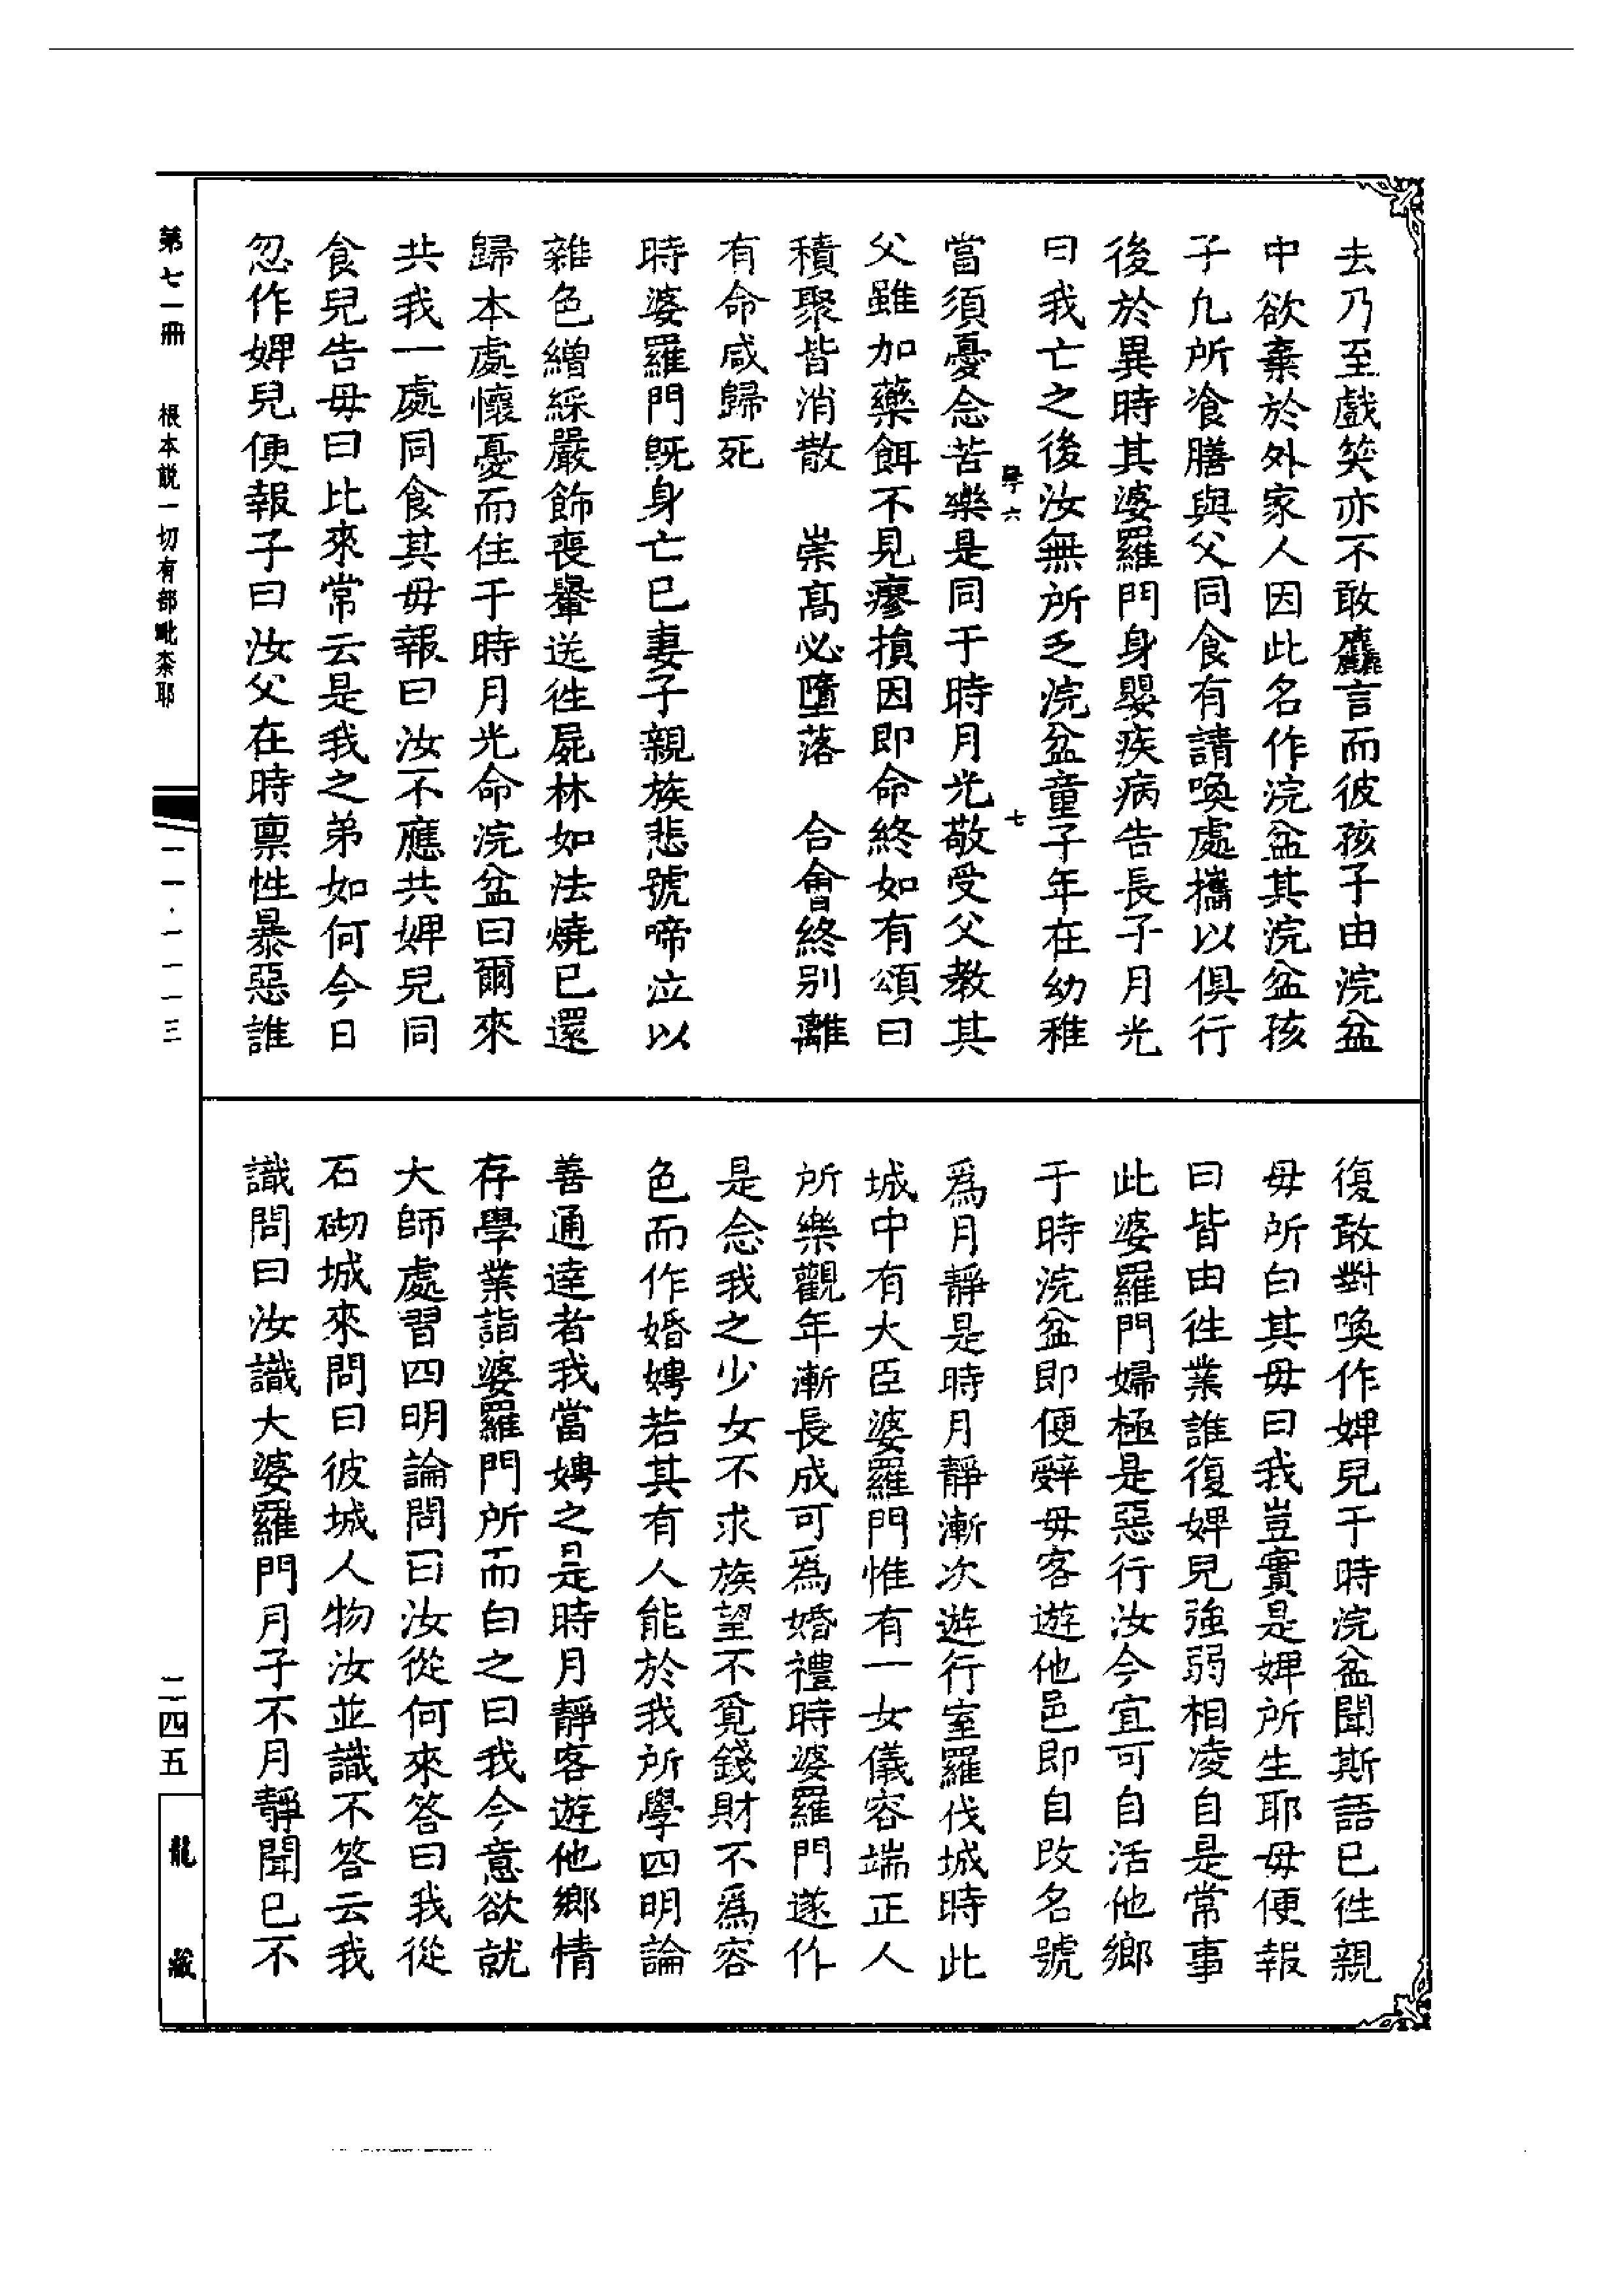 去乃至戲笑亦不敢麤言而彼孩子由浣盆
中欲棄於外家人因此名作浣盆其浣盆孩
子凡所飡膳與父同食有請喚處攜以俱行
後於異時其婆羅門身嬰疾病告長子月光
曰我亡之後汝無所乏浣盆童子年在幼稚
學六 七
當須憂念苦樂是同于時月光敬受父教其
父雖加藥餌不見瘳損因即命終如有頌曰
積聚皆消散 崇高必墮落 合會終別離
有命咸歸死
時婆羅門既身亡已妻子親族悲號啼泣以
雜色繒綵嚴飾喪轝送往屍林如法燒已還
歸本處懷憂而住于時月光命浣盆曰爾來
共我一處同食其母報曰汝不應共婢兒同
食兒告母曰比來常云是我之弟如何今日
忽作婢兒便報子曰汝父在時稟性暴惡誰
復敢對喚作婢兒于時浣盆聞斯語已往親
母所白其母曰我豈實是婢所生耶母便報
曰皆由往業誰復婢兒強弱相凌自是常事
此婆羅門婦極是惡行汝今宜可自活他鄉
于時浣盆即便辭母客遊他邑即自改名號
爲月靜是時月靜漸次遊行室羅伐城時此
城中有大臣婆羅門惟有一女儀容端正人
所樂觀年漸長成可爲婚禮時婆羅門遂作
是念我之少女不求族望不覓錢財不爲容
色而作婚娉若其有人能於我所學四明論
善通達者我當娉之是時月靜客遊他鄉情
存學業詣婆羅門所而白之曰我今意欲就
大師處習四明論問曰汝從何來答曰我從
石砌城來問曰彼城人物汝並識不答云我
識問曰汝識大婆羅門月子不月靜聞已不
第七一冊 根本說一切有部毗奈耶
一一·一一一三
二四五
龍藏